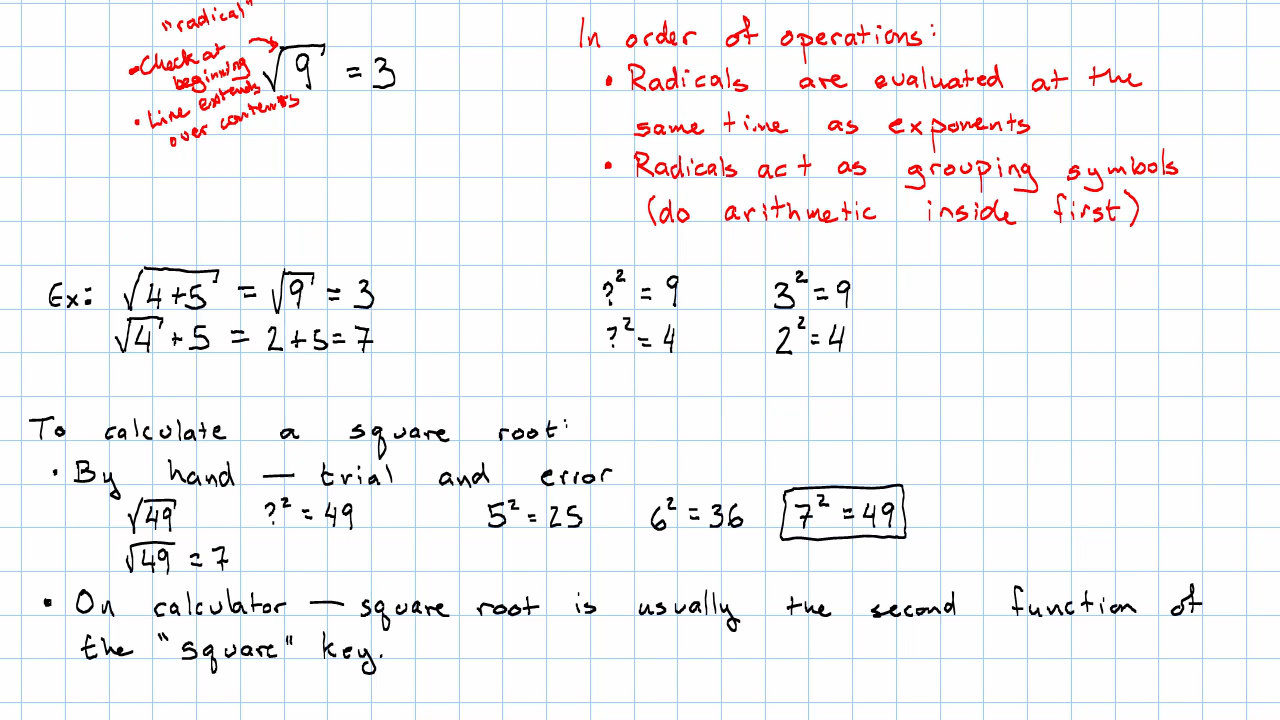 "radical"
• Check at
beginning
• Line extends
over contents
√9 = 3
In order of operations:
• Radicals are evaluated at the
same time as exponents
• Radicals act as grouping symbols
(do arithmetic inside first)
Ex: √(4+5) = √9 = 3
√4 + 5 = 2 + 5 = 7
?² = 9 3² = 9
?² = 4 2² = 4
To calculate a square root:
• By hand — trial and error
√49 ?² = 49 5² = 25 6² = 36 7² = 49
√49 = 7
• On calculator — square root is usually the second function of
the "square" key.